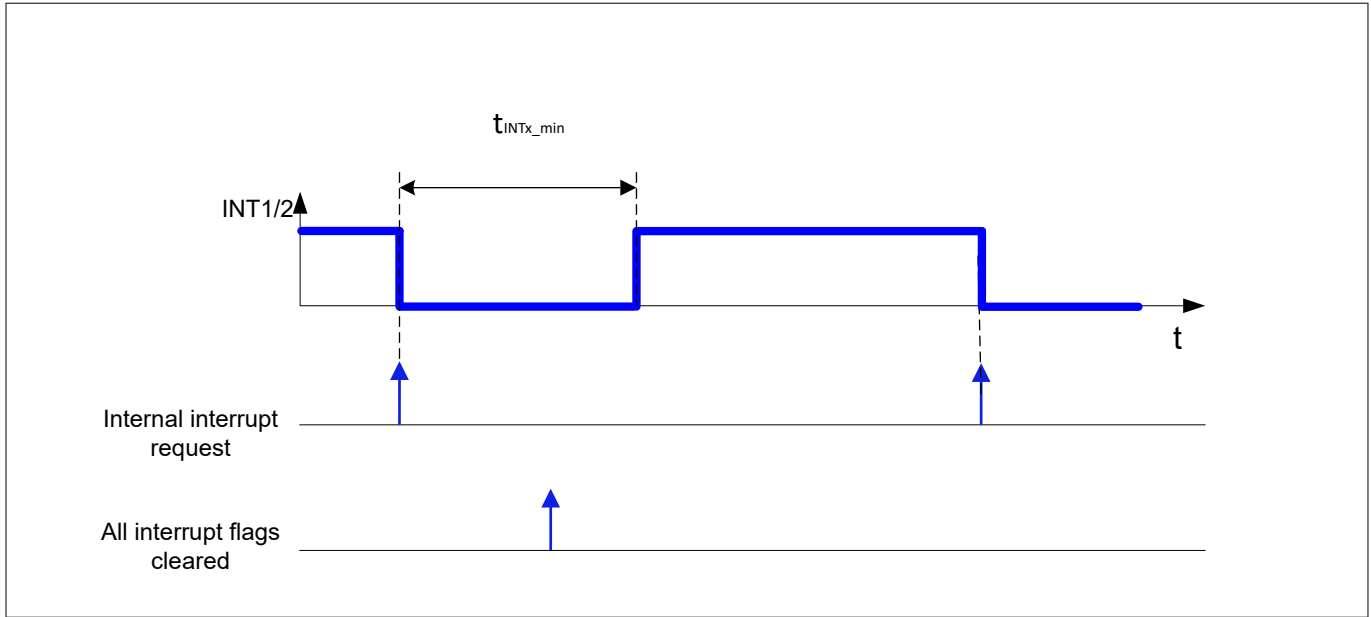 tINTx_min
INT1/2
t
Internal interrupt
request
All interrupt flags
cleared